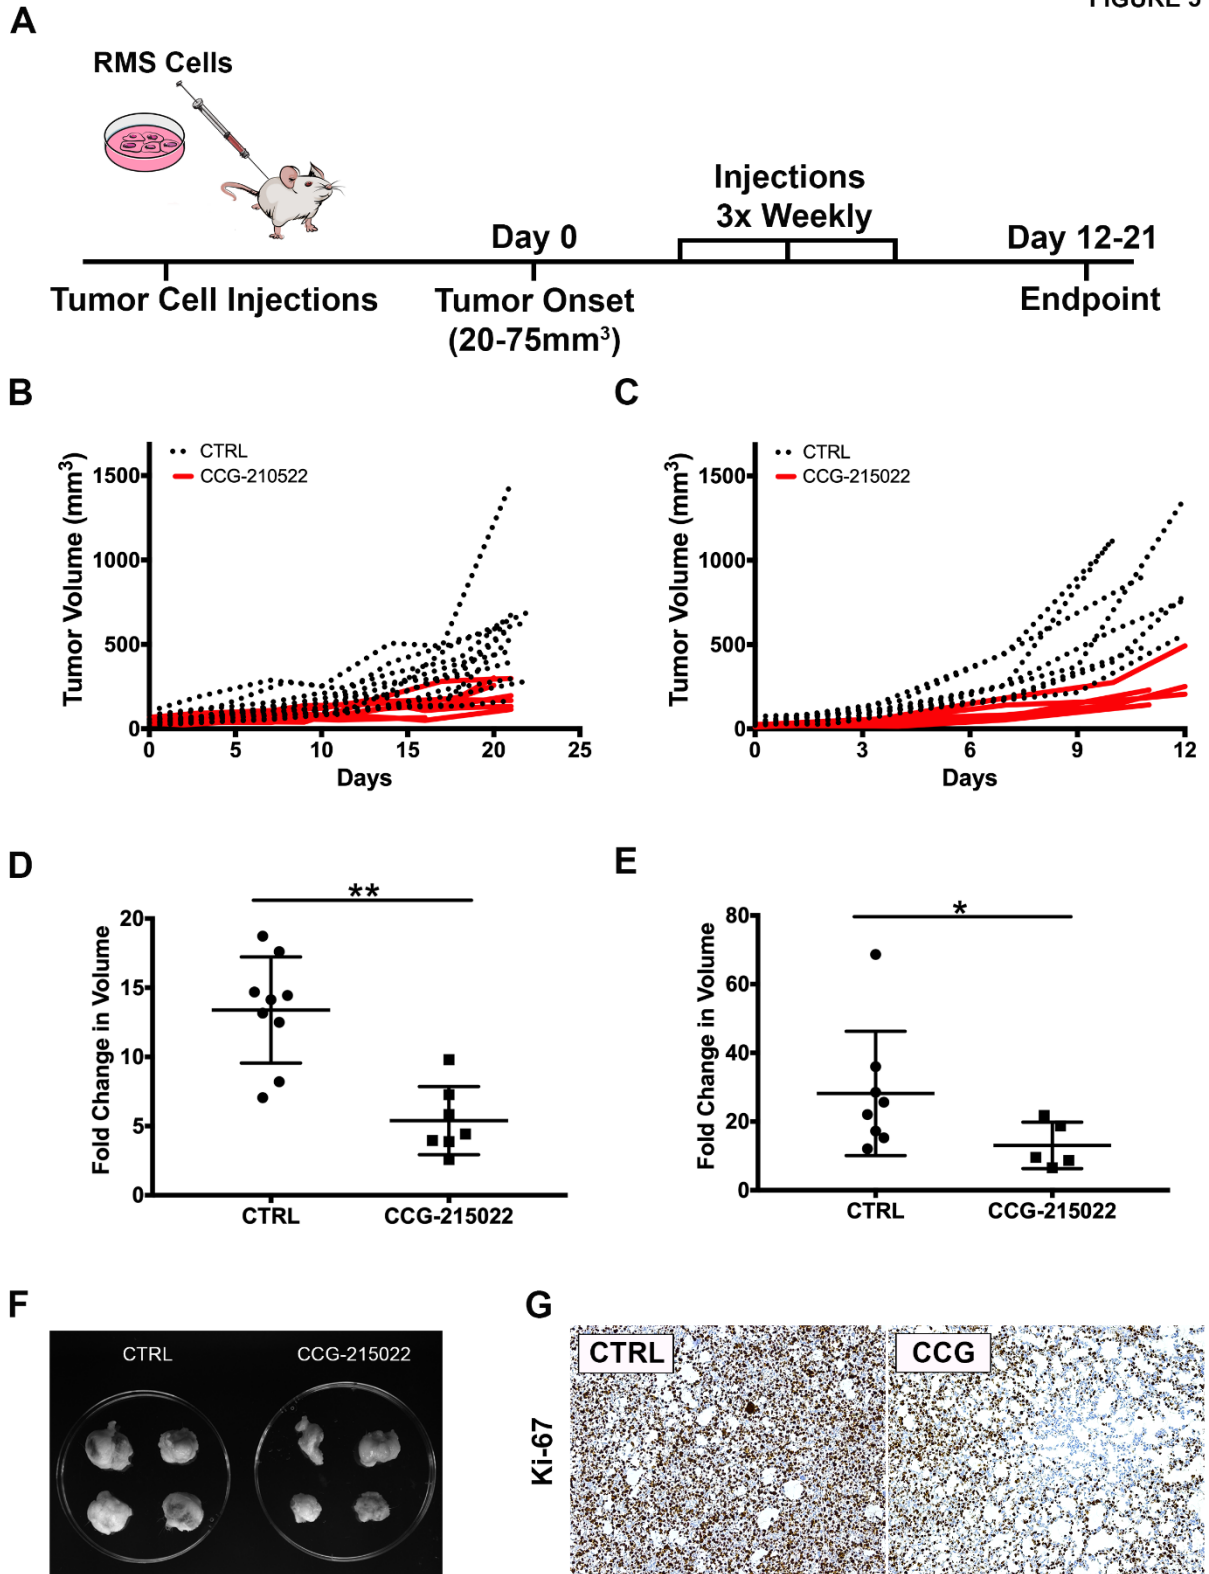 FIGURE 5
A
RMS Cells
Injections
3x Weekly
Day 0
Day 12-21
Tumor Cell Injections
Tumor Onset
(20-75mm³)
Endpoint
B
CTRL
CCG-210522
Tumor Volume (mm³)
1500
1000
500
0
0 5 10 15 20 25
Days
C
CTRL
CCG-215022
Tumor Volume (mm³)
1500
1000
500
0
0 3 6 9 12
Days
D
**
Fold Change in Volume
20
15
10
5
0
CTRL CCG-215022
E
*
Fold Change in Volume
80
60
40
20
0
CTRL CCG-215022
F
CTRL CCG-215022
G
Ki-67
CTRL CCG